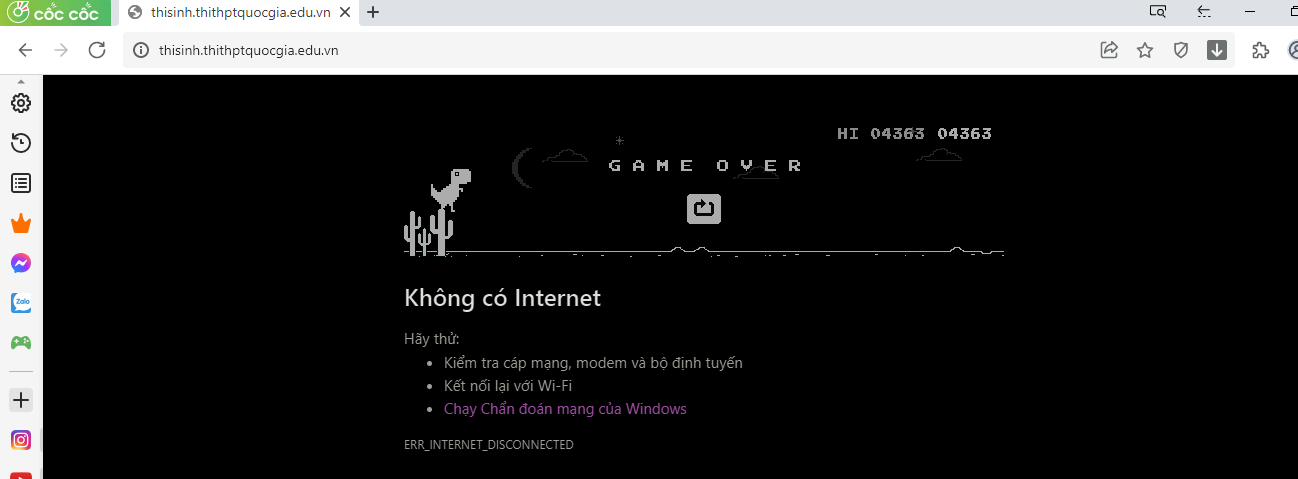 cốc cốc
thisinh.thithptquocgia.edu.vn
thisinh.thithptquocgia.edu.vn
HI 04363 04363
GAME OVER
Không có Internet
Hãy thử:
Kiểm tra cáp mạng, modem và bộ định tuyến
Kết nối lại với Wi-Fi
Zalo
Chạy Chẩn đoán mạng của Windows
ERR_INTERNET_DISCONNECTED